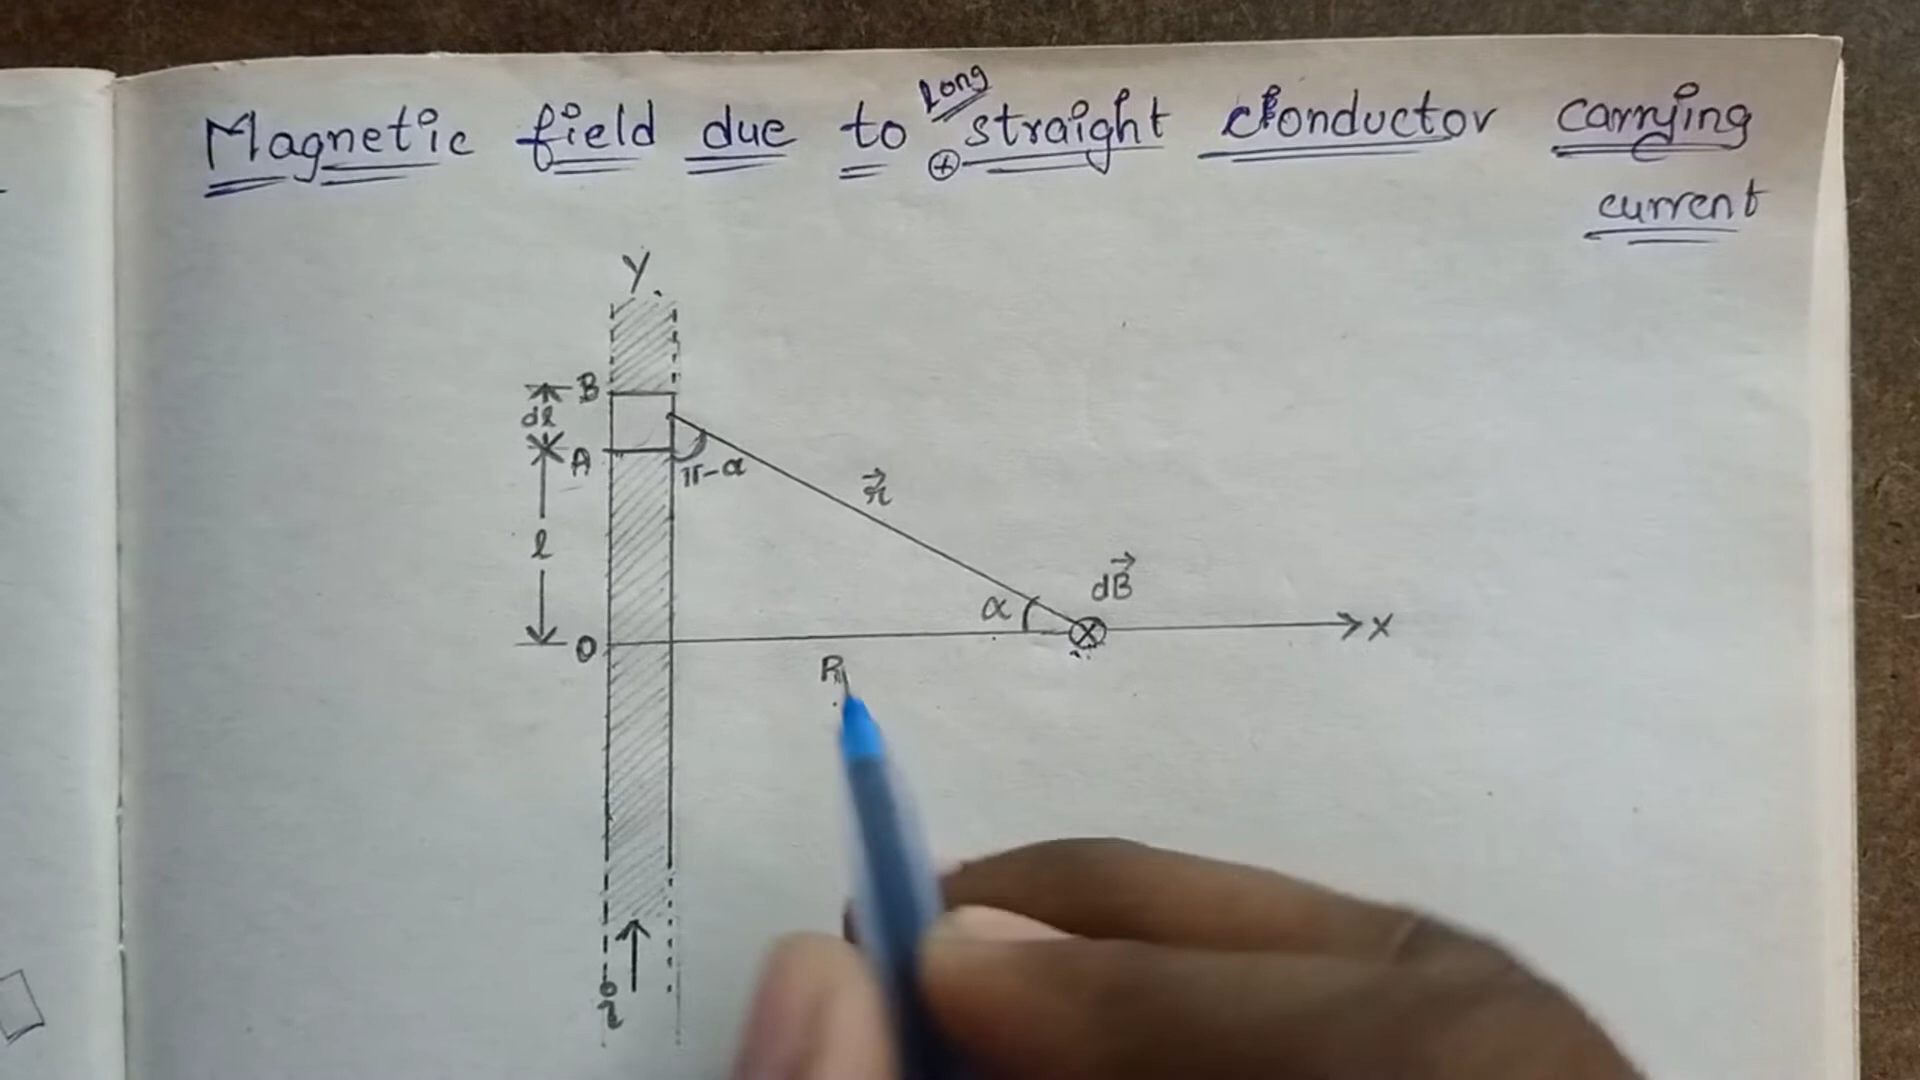 Long
Magnetic field due to straight conductor carrying
current
Y
B
dl
A
π-α
r⃗
l
dB⃗
α
X
O
R
i